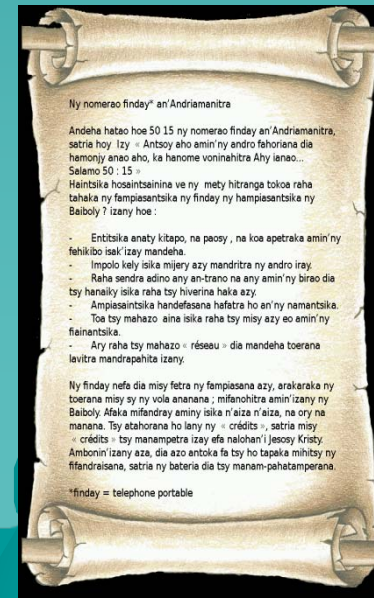 Ny nomerao finday* an'Andriamanitra
Andeha hatao hoe 50 15 ny nomerao finday an'Andriamanitra,
satria hoy  Izy  « Antsoy aho amin'ny andro fahoriana dia
hamonjy anao aho, ka hanome voninahitra Ahy ianao...
Salamo 50 : 15 »
Haintsika hosaintsainina ve ny  mety hitranga tokoa raha
tahaka ny fampiasantsika ny finday ny hampiasantsika ny
Baiboly ? izany hoe :
-     Entitsika anaty kitapo, na paosy , na koa apetraka amin'ny
fehikibo isak'izay mandeha.
-     Impolo kely isika mijery azy mandritra ny andro iray.
-     Raha sendra adino any an-trano na any amin'ny birao dia
tsy hanaiky isika raha tsy hiverina haka azy.
-     Ampiasaintsika handefasana hafatra ho an'ny namantsika.
-     Toa tsy mahazo  aina isika raha tsy misy azy eo amin'ny
fiainantsika.
-     Ary raha tsy mahazo « réseau » dia mandeha toerana
lavitra mandrapahita izany.
Ny finday nefa dia misy fetra ny fampiasana azy, arakaraka ny
toerana misy sy ny vola ananana ; mifanohitra amin'izany ny
Baiboly. Afaka mifandray aminy isika n'aiza n'aiza, na ory na
manana. Tsy atahorana ho lany ny  « crédits », satria misy
« crédits » tsy manampetra izay efa nalohan'i Jesosy Kristy.
Ambonin'izany aza, dia azo antoka fa tsy ho tapaka mihitsy ny
fifandraisana, satria ny bateria dia tsy manam-pahatamperana.
*finday = telephone portable